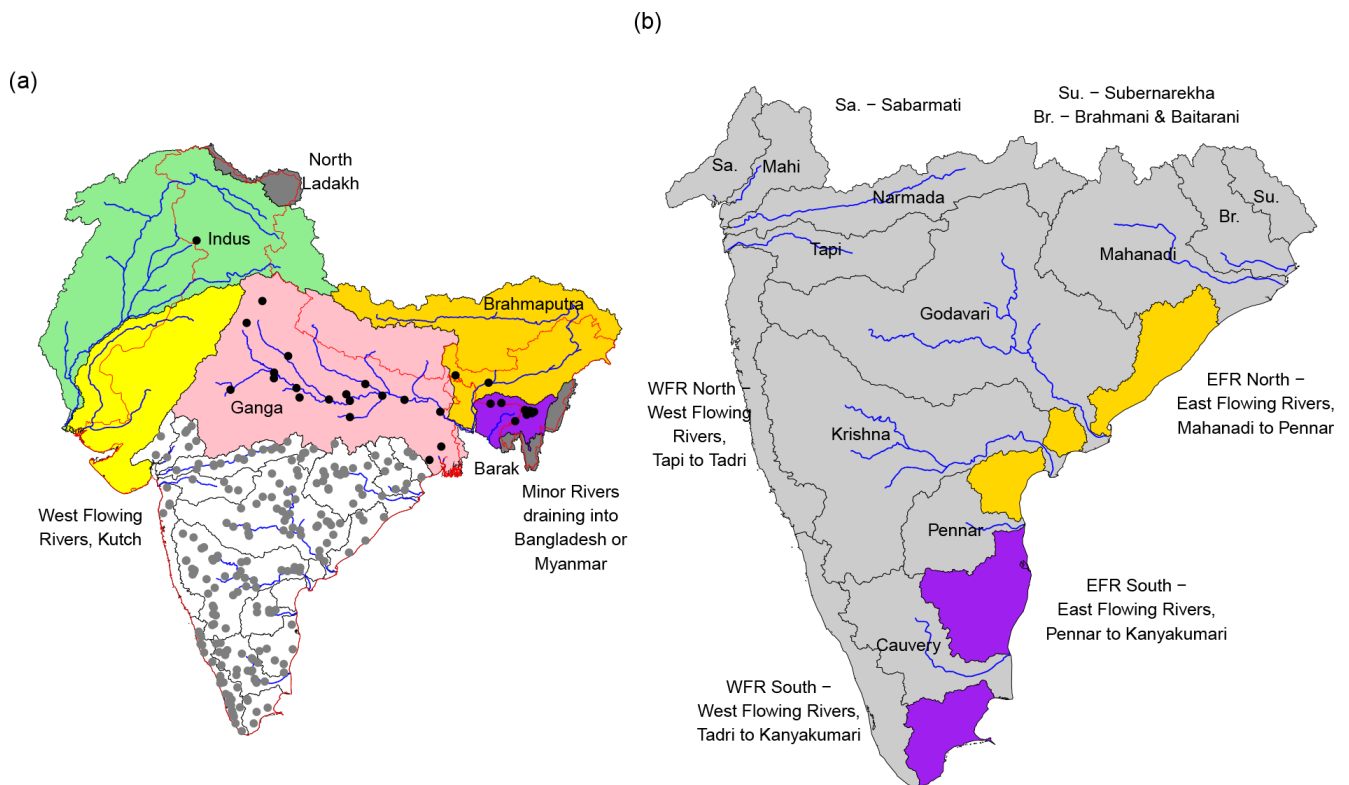 (a)
North
Ladakh
Indus
Brahmaputra
Ganga
Barak
West Flowing
Rivers, Kutch
Minor Rivers
draining into
Bangladesh or
Myanmar
(b)
Sa. − Sabarmati
Su. − Subernarekha
Br. − Brahmani & Baitarani
Sa.
Mahi
Narmada
Tapi
Su.
Br.
Mahanadi
Godavari
WFR North −
West Flowing
Rivers,
Tapi to Tadri
EFR North −
East Flowing Rivers,
Mahanadi to Pennar
Krishna
Pennar
EFR South −
East Flowing Rivers,
Pennar to Kanyakumari
Cauvery
WFR South −
West Flowing Rivers,
Tadri to Kanyakumari